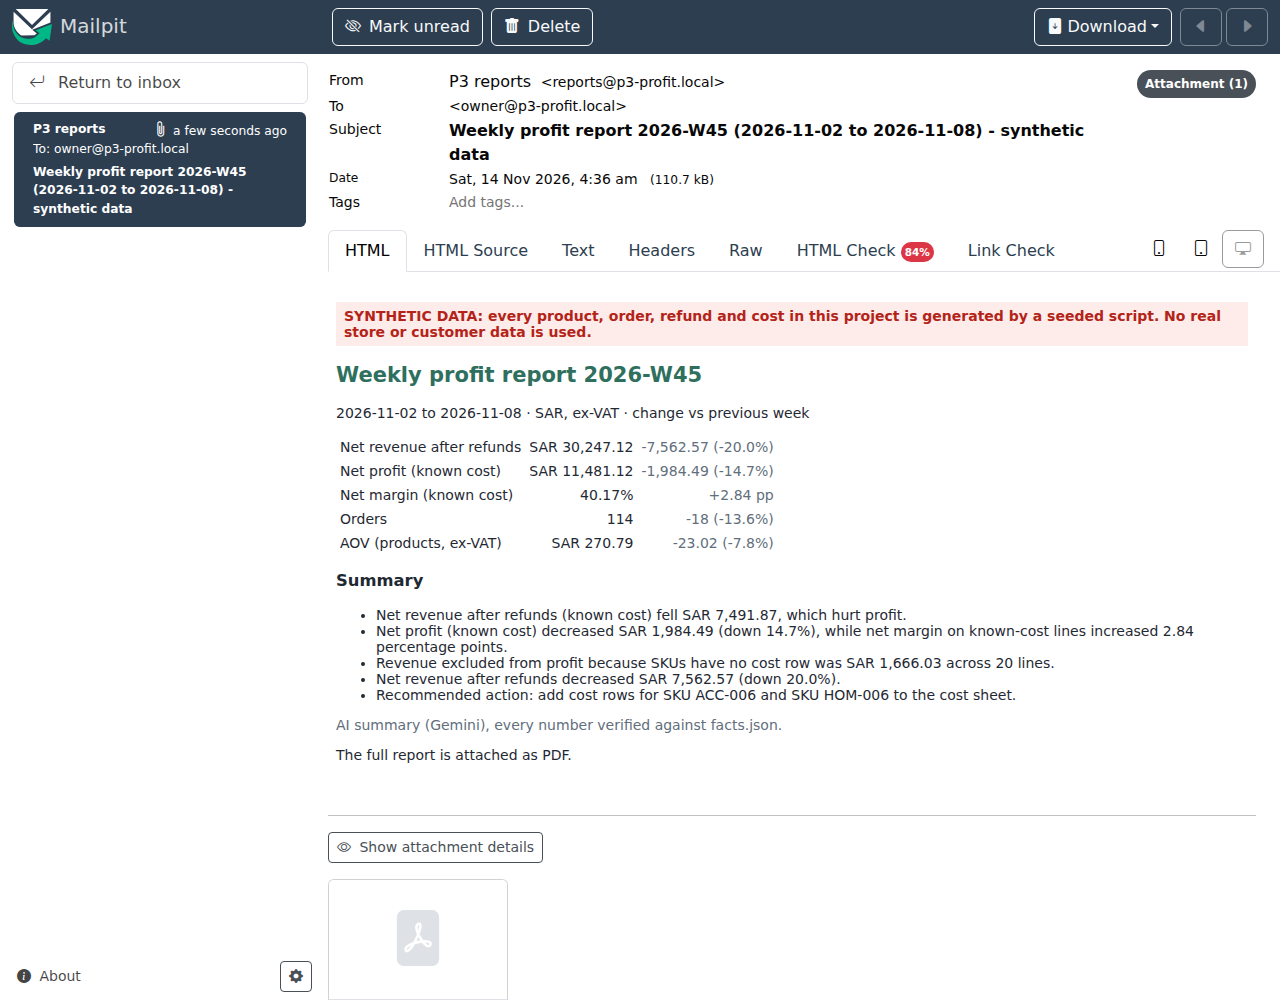 Mailpit
Mark unread
Delete
Download
Return to inbox
P3 reports
a few seconds ago
To: owner@p3-profit.local
Weekly profit report 2026-W45
(2026-11-02 to 2026-11-08) -
synthetic data
From
P3 reports <reports@p3-profit.local>
Attachment (1)
To
<owner@p3-profit.local>
Subject
Weekly profit report 2026-W45 (2026-11-02 to 2026-11-08) - synthetic
data
Date
Sat, 14 Nov 2026, 4:36 am (110.7 kB)
Tags
Add tags...
HTML
HTML Source
Text
Headers
Raw
HTML Check 84%
Link Check
SYNTHETIC DATA: every product, order, refund and cost in this project is generated by a seeded script. No real
store or customer data is used.
Weekly profit report 2026-W45
2026-11-02 to 2026-11-08 · SAR, ex-VAT · change vs previous week
Net revenue after refunds SAR 30,247.12 -7,562.57 (-20.0%)
Net profit (known cost) SAR 11,481.12 -1,984.49 (-14.7%)
Net margin (known cost) 40.17% +2.84 pp
Orders 114 -18 (-13.6%)
AOV (products, ex-VAT) SAR 270.79 -23.02 (-7.8%)
Summary
• Net revenue after refunds (known cost) fell SAR 7,491.87, which hurt profit.
• Net profit (known cost) decreased SAR 1,984.49 (down 14.7%), while net margin on known-cost lines increased 2.84
percentage points.
• Revenue excluded from profit because SKUs have no cost row was SAR 1,666.03 across 20 lines.
• Net revenue after refunds decreased SAR 7,562.57 (down 20.0%).
• Recommended action: add cost rows for SKU ACC-006 and SKU HOM-006 to the cost sheet.
AI summary (Gemini), every number verified against facts.json.
The full report is attached as PDF.
Show attachment details
About